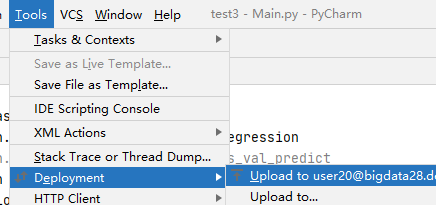 Tools VCS Window Help test3 - Main.py - PyCharm
Tasks & Contexts
Save as Live Template...
Save File as Template...
IDE Scripting Console
XML Actions egression
Stack Trace or Thread Dump... s_val_predict
Deployment Upload to user20@bigdata28.d
HTTP Client Upload to...